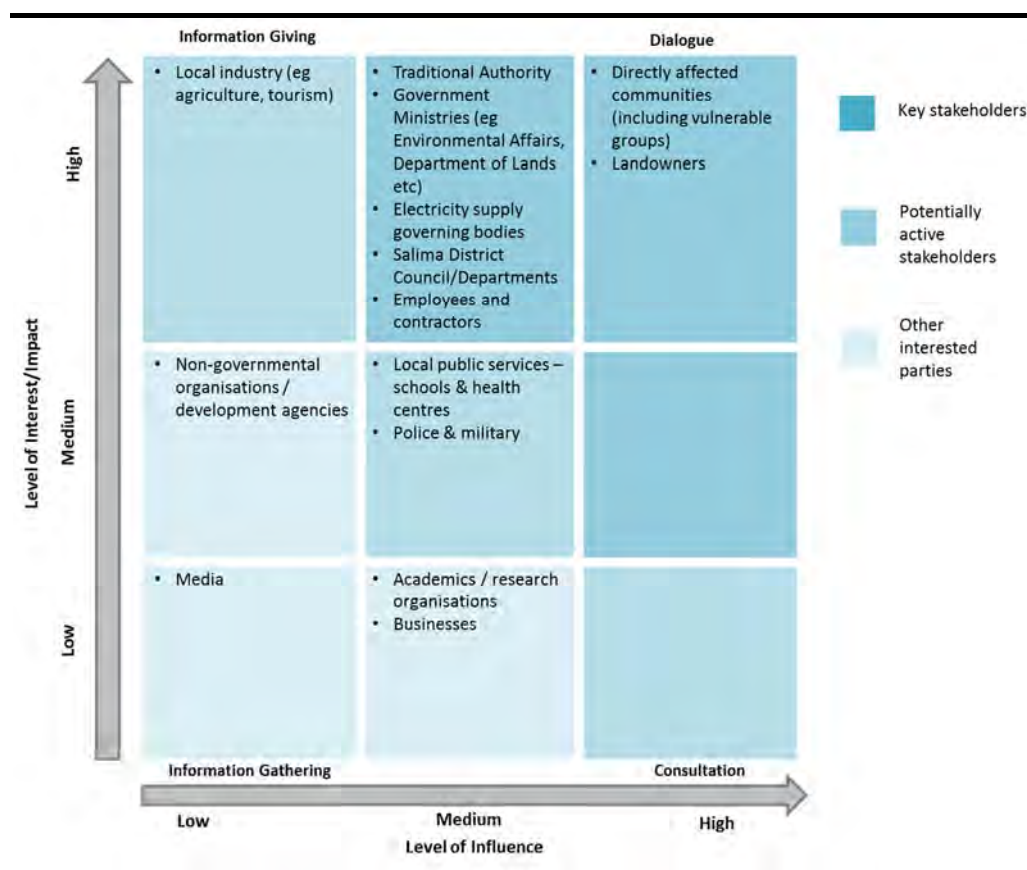 Information Giving
Dialogue
• Local industry (eg
agriculture, tourism)
• Traditional Authority
• Government
Ministries (eg
Environmental Affairs,
Department of Lands
etc)
• Electricity supply
governing bodies
• Salima District
Council/Departments
• Employees and
contractors
• Directly affected
communities
(including vulnerable
groups)
• Landowners
Key stakeholders
Potentially
active
stakeholders
Other
interested
parties
High
Level of Interest/Impact
Medium
Low
• Non-governmental
organisations /
development agencies
• Local public services –
schools & health
centres
• Police & military
• Media
• Academics / research
organisations
• Businesses
Information Gathering
Consultation
Low
Medium
High
Level of Influence